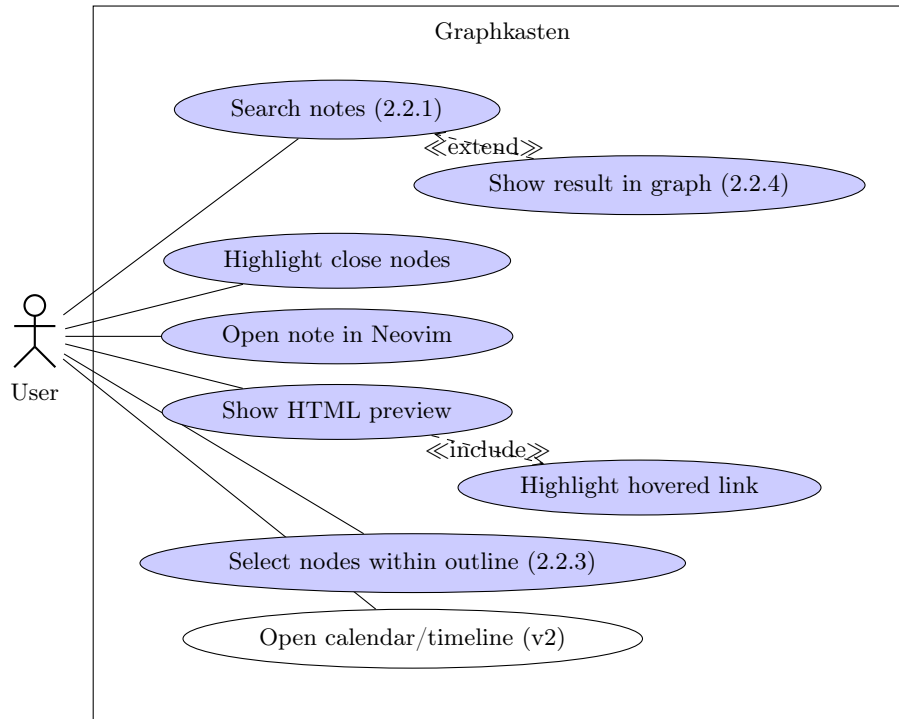 Graphkasten
Search notes (2.2.1)
≪extend≫
Show result in graph (2.2.4)
Highlight close nodes
Open note in Neovim
User
Show HTML preview
≪include≫
Highlight hovered link
Select nodes within outline (2.2.3)
Open calendar/timeline (v2)